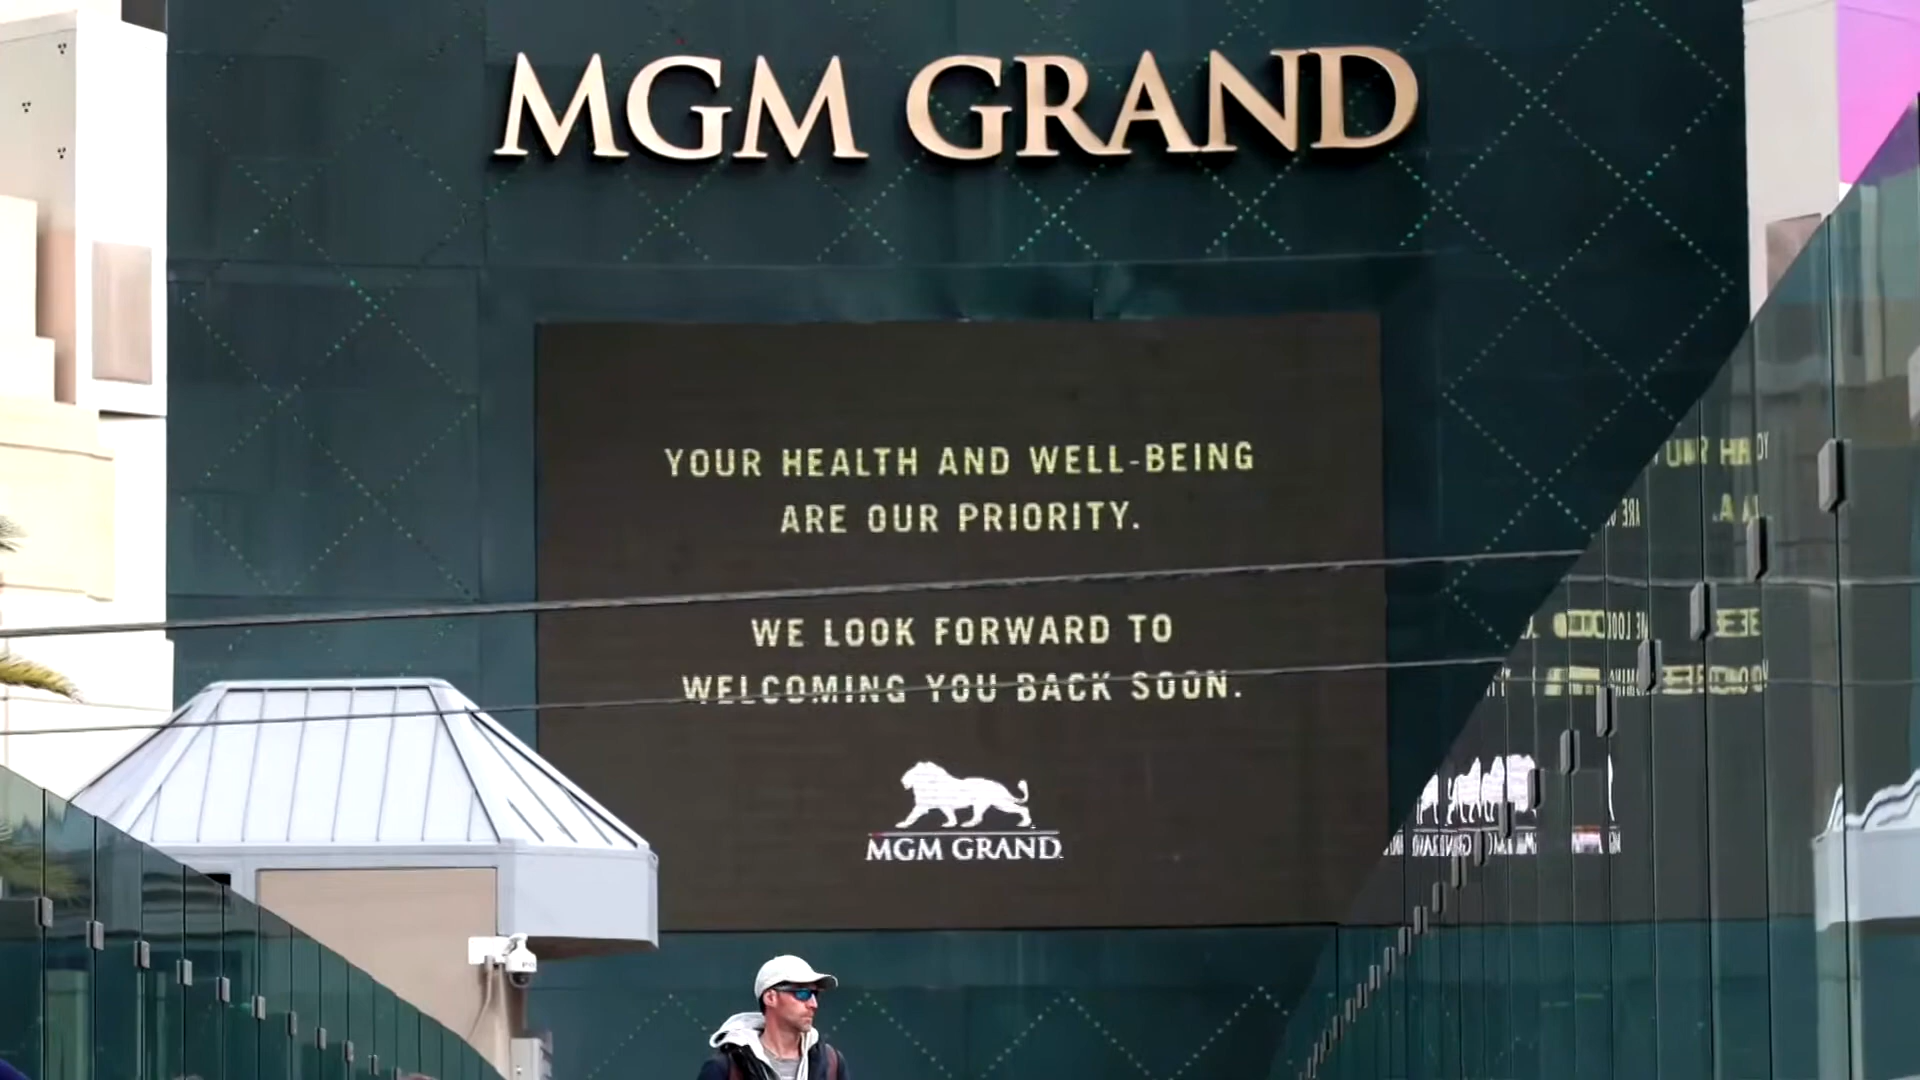 MGM GRAND
YOUR HEALTH AND WELL-BEING
ARE OUR PRIORITY.
WE LOOK FORWARD TO
WELCOMING YOU BACK SOON.
MGM GRAND